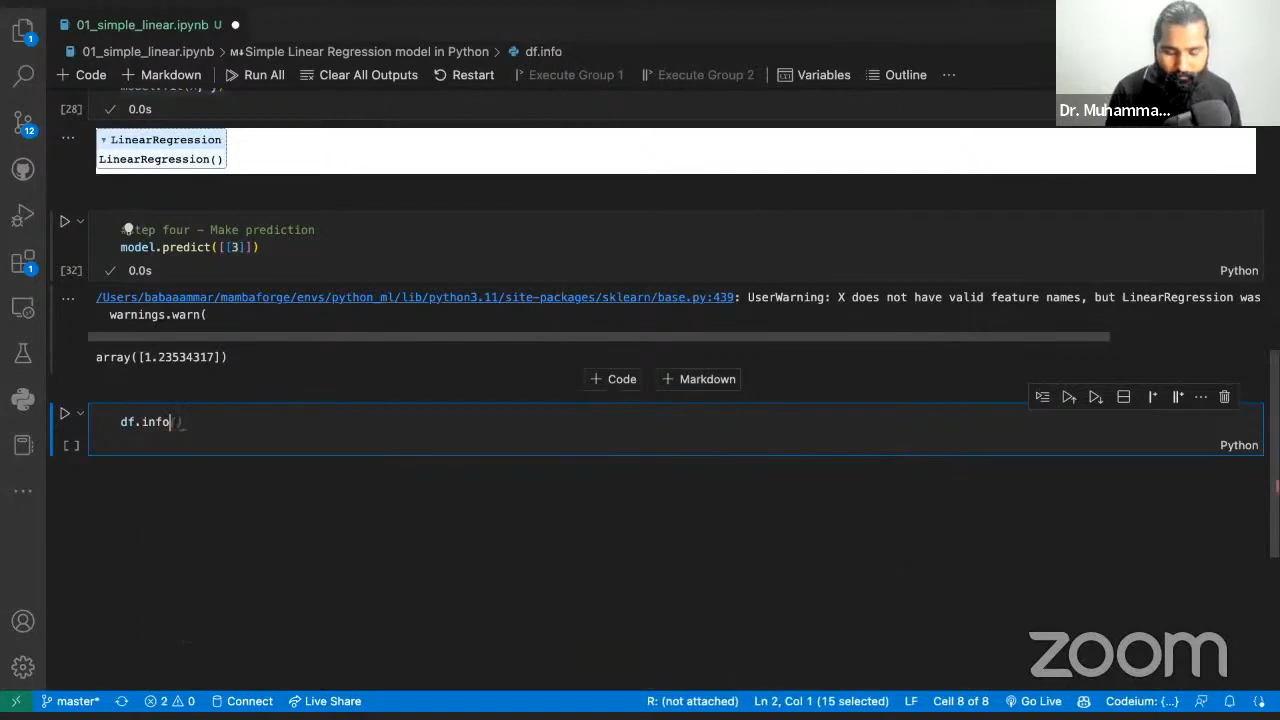 01_simple_linear.ipynb U
01_simple_linear.ipynb > M↓Simple Linear Regression model in Python > df.info
+ Code + Markdown Run All Clear All Outputs Restart Execute Group 1 Execute Group 2 Variables Outline ...
Dr. Muhamma...
1
12
1
[28] ✓ 0.0s
... LinearRegression
LinearRegression()
#step four - Make prediction
model.predict([[3]])
[32] ✓ 0.0s
Python
... /Users/babaaammar/mambaforge/envs/python_ml/lib/python3.11/site-packages/sklearn/base.py:439: UserWarning: X does not have valid feature names, but LinearRegression was
warnings.warn(
array([1.23534317])
+ Code + Markdown
df.info()
[ ]
Python
zoom
master* 2 0 Connect Live Share R: (not attached) Ln 2, Col 1 (15 selected) LF Cell 8 of 8 Go Live Codeium: {...}